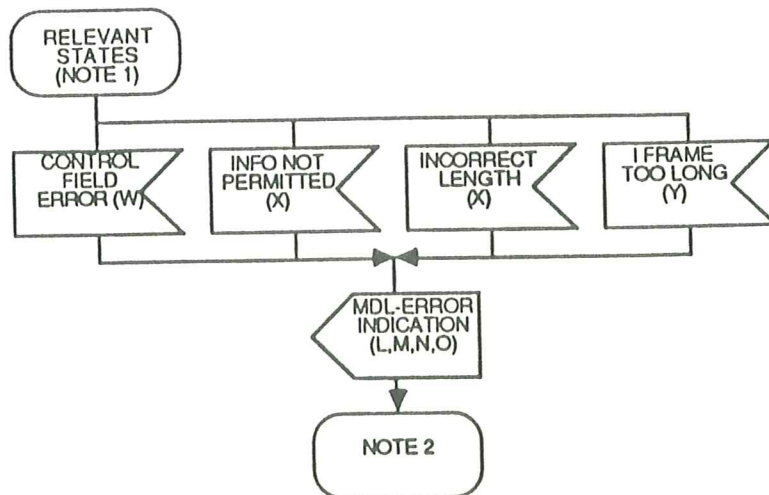 RELEVANT
STATES
(NOTE 1)
CONTROL
FIELD
ERROR (W)
INFO NOT
PERMITTED
(X)
INCORRECT
LENGTH
(X)
I FRAME
TOO LONG
(Y)
MDL-ERROR
INDICATION
(L,M,N,O)
NOTE 2